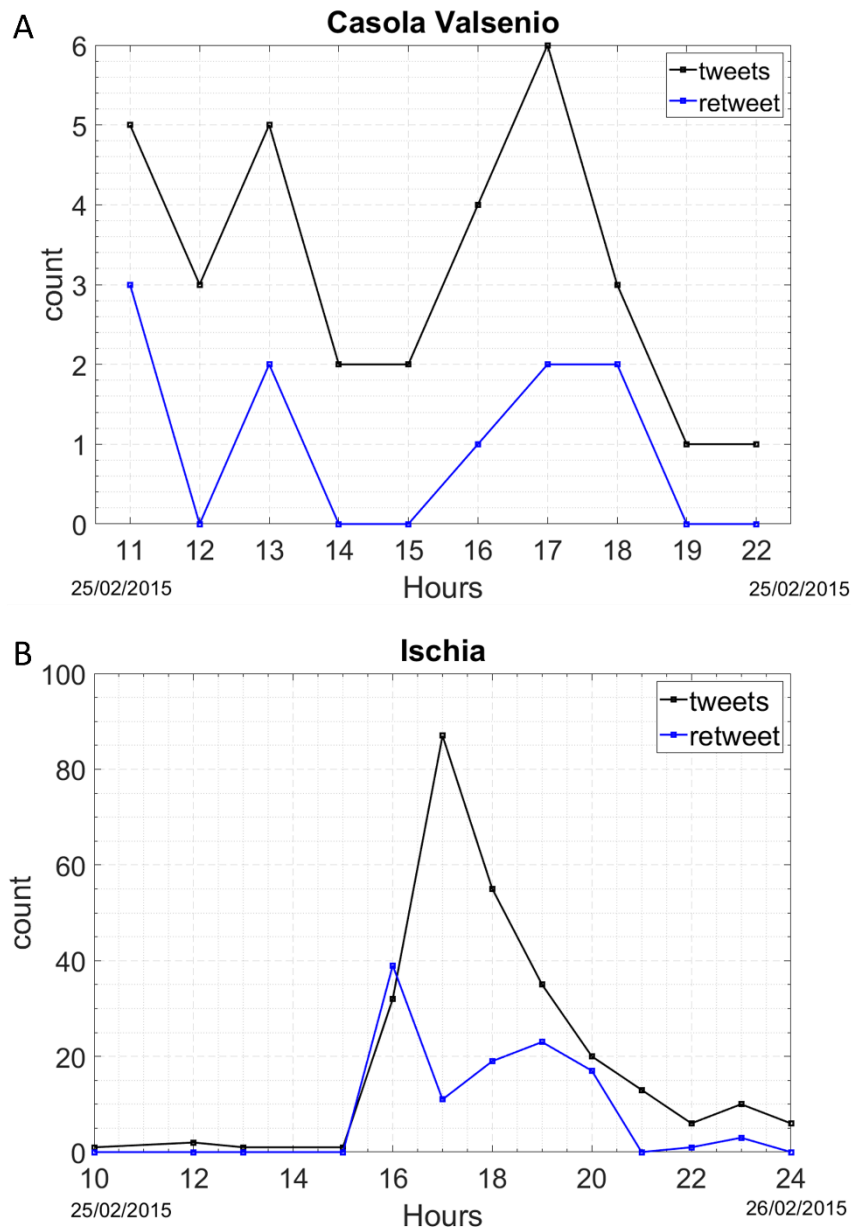 A
Casola Valsenio
6
5
4
3
2
1
0
count
tweets
retweet
11 12 13 14 15 16 17 18 19 22
25/02/2015 Hours 25/02/2015
B
Ischia
100
80
60
40
20
0
count
tweets
retweet
10 12 14 16 18 20 22 24
25/02/2015 Hours 26/02/2015